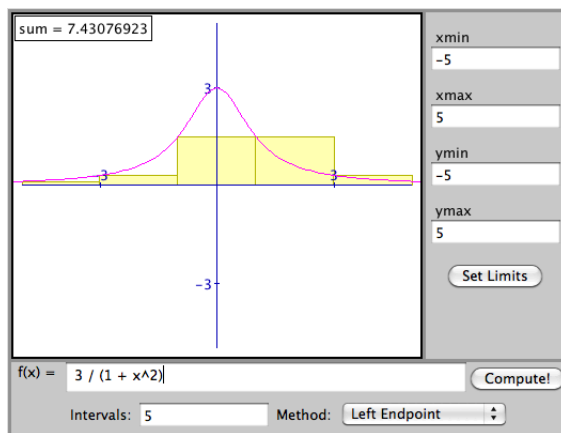 sum = 7.43076923
3
3
3
-3
xmin
-5
xmax
5
ymin
-5
ymax
5
Set Limits
f(x) = 3 / (1 + x^2)
Compute!
Intervals: 5 Method: Left Endpoint